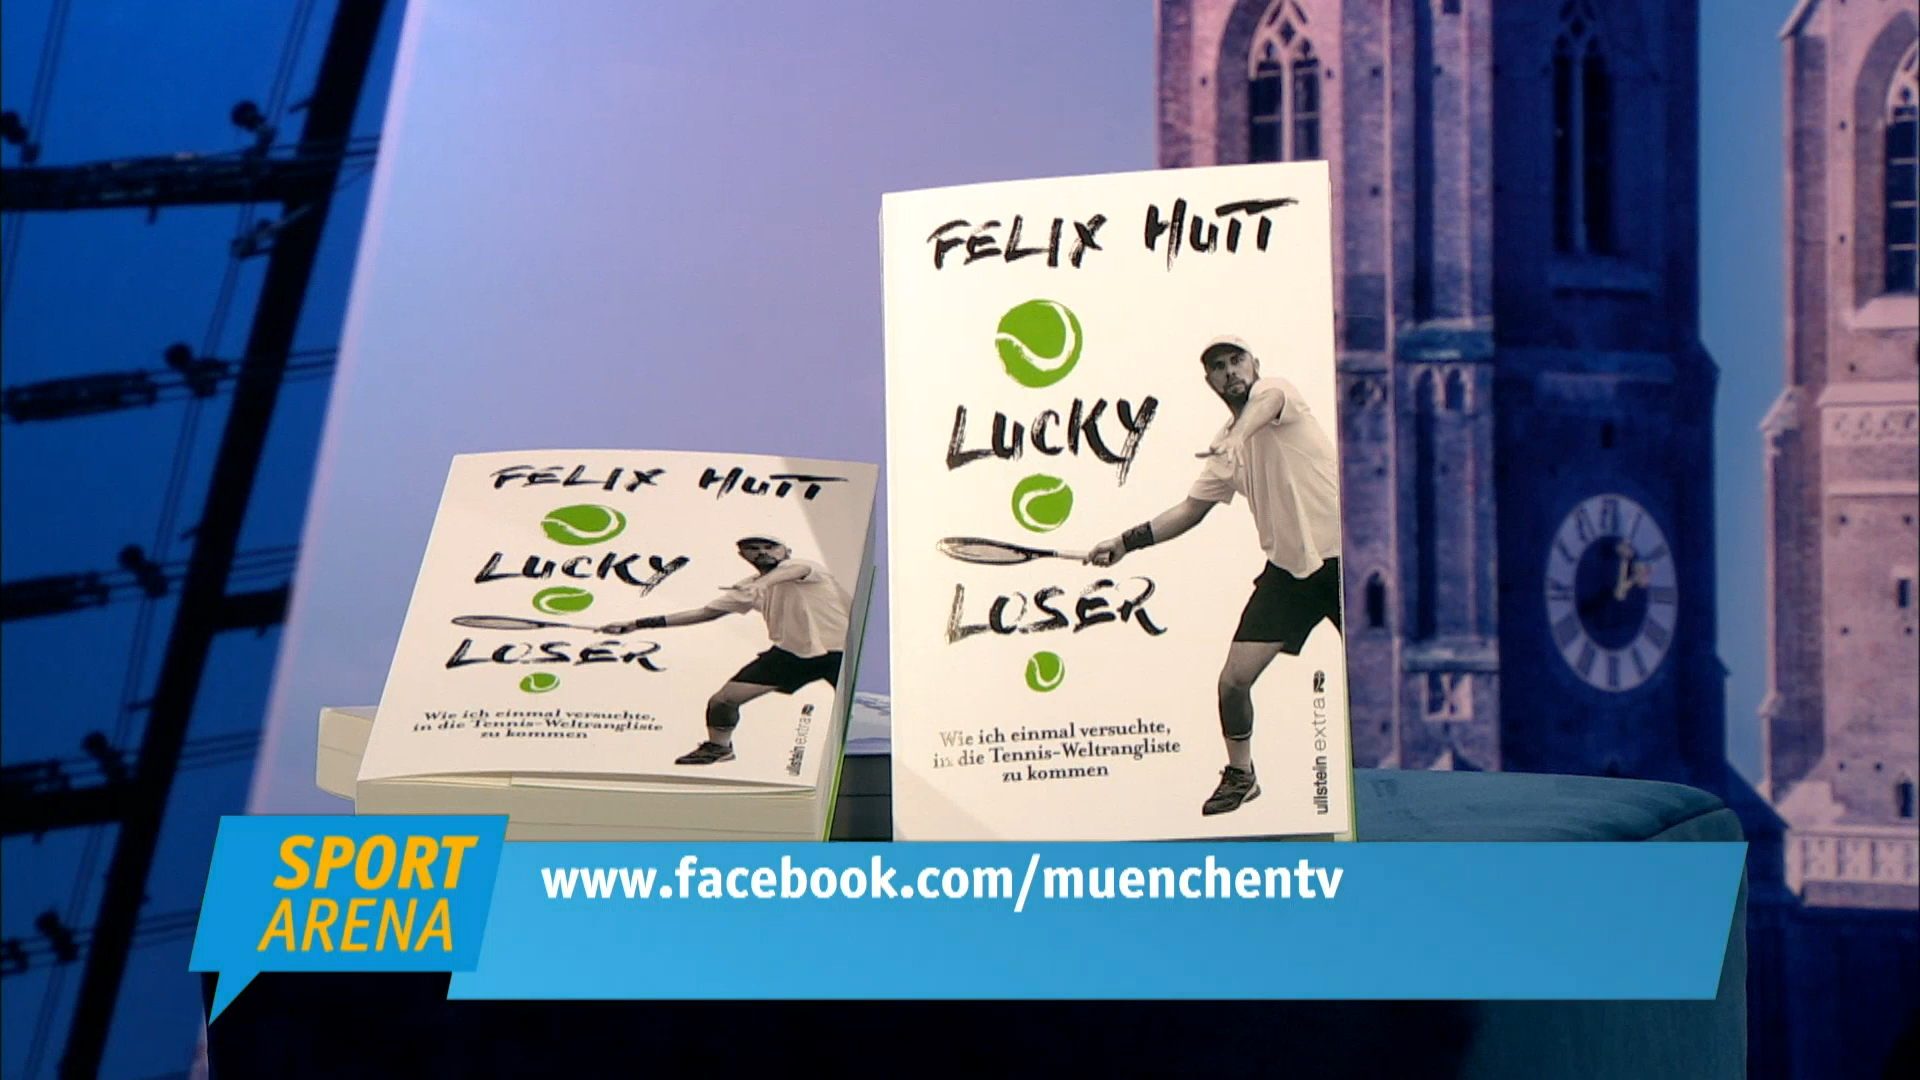 FELIX HUTT
LUCKY
LOSER
Wie ich einmal versuchte,
in die Tennis-Weltrangliste
zu kommen
ullstein extra
FELIX HUTT
LUCKY
LOSER
Wie ich einmal versuchte,
in die Tennis-Weltrangliste
zu kommen
ullstein extra
SPORT
ARENA
www.facebook.com/muenchentv